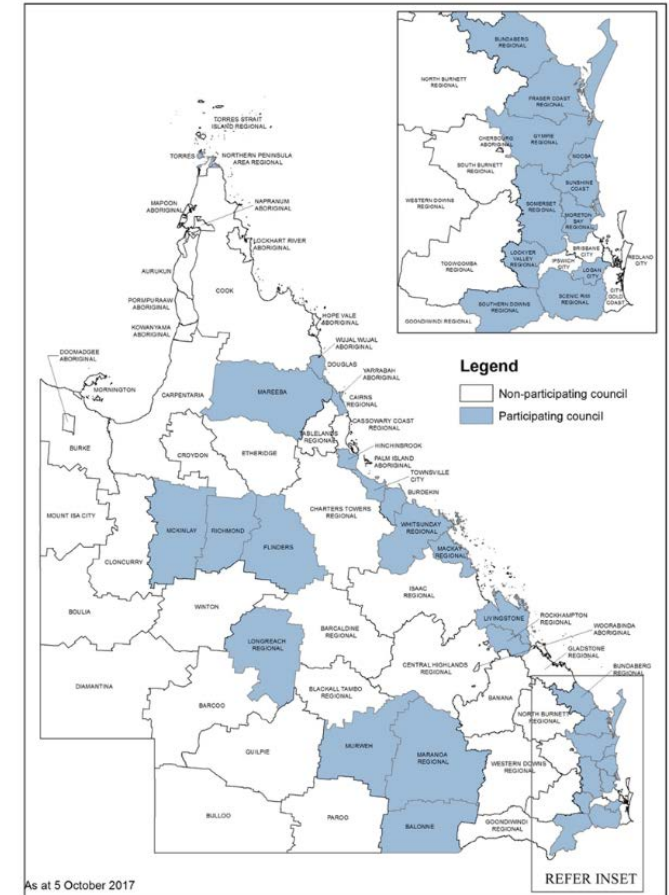 BUNDABERG
REGIONAL
NORTH BURNETT
REGIONAL
FRASER COAST
REGIONAL
CHERBOURG
ABORIGINAL
GYMPIE
REGIONAL
SOUTH BURNETT
REGIONAL
NOOSA
SUNSHINE
COAST
WESTERN DOWNS
REGIONAL
SOMERSET
REGIONAL
MORETON
BAY
REGIONAL
TOOWOOMBA
REGIONAL
LOCKYER
VALLEY
REGIONAL
BRISBANE
CITY
IPSWICH
CITY
REDLAND
CITY
LOGAN
CITY
SCENIC RIM
REGIONAL
CITY
GOLD
COAST
SOUTHERN DOWNS
REGIONAL
GOONDIWINDI REGIONAL
TORRES STRAIT
ISLAND REGIONAL
TORRES
NORTHERN PENINSULA
AREA REGIONAL
MAPOON
ABORIGINAL
NAPRANUM
ABORIGINAL
LOCKHART RIVER
ABORIGINAL
AURUKUN
COOK
PORMPURAAW
ABORIGINAL
KOWANYAMA
ABORIGINAL
HOPE VALE
ABORIGINAL
WUJAL WUJAL
ABORIGINAL
DOUGLAS
YARRABAH
ABORIGINAL
DOOMADGEE
ABORIGINAL
MORNINGTON
CARPENTARIA
MAREEBA
CAIRNS
REGIONAL
CASSOWARY COAST
REGIONAL
TABLELANDS
REGIONAL
HINCHINBROOK
PALM ISLAND
ABORIGINAL
BURKE
CROYDON
ETHERIDGE
TOWNSVILLE
CITY
BURDEKIN
CHARTERS TOWERS
REGIONAL
MOUNT ISA CITY
MCKINLAY
RICHMOND
FLINDERS
WHITSUNDAY
REGIONAL
MACKAY
REGIONAL
CLONCURRY
ISAAC
REGIONAL
BOULIA
WINTON
LONGREACH
REGIONAL
BARCALDINE
REGIONAL
LIVINGSTONE
ROCKHAMPTON
REGIONAL
WOORABINDA
ABORIGINAL
GLADSTONE
REGIONAL
CENTRAL HIGHLANDS
REGIONAL
BUNDABERG
REGIONAL
DIAMANTINA
BARCOO
BLACKALL TAMBO
REGIONAL
BANANA
NORTH BURNETT
REGIONAL
QUILPIE
MURWEH
MARANOA
REGIONAL
WESTERN DOWNS
REGIONAL
BULLOO
PAROO
BALONNE
GOONDIWINDI
REGIONAL
Legend
Non-participating council
Participating council
As at 5 October 2017
REFER INSET